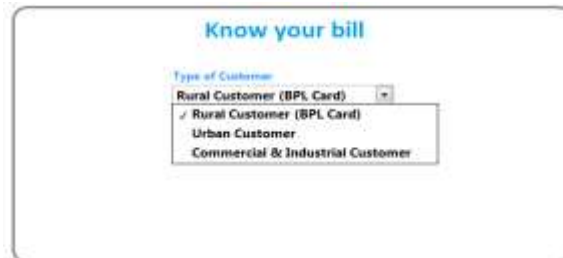 Know your bill
Type of Customer
Rural Customer (BPL Card)
✓ Rural Customer (BPL Card)
Urban Customer
Commercial & Industrial Customer